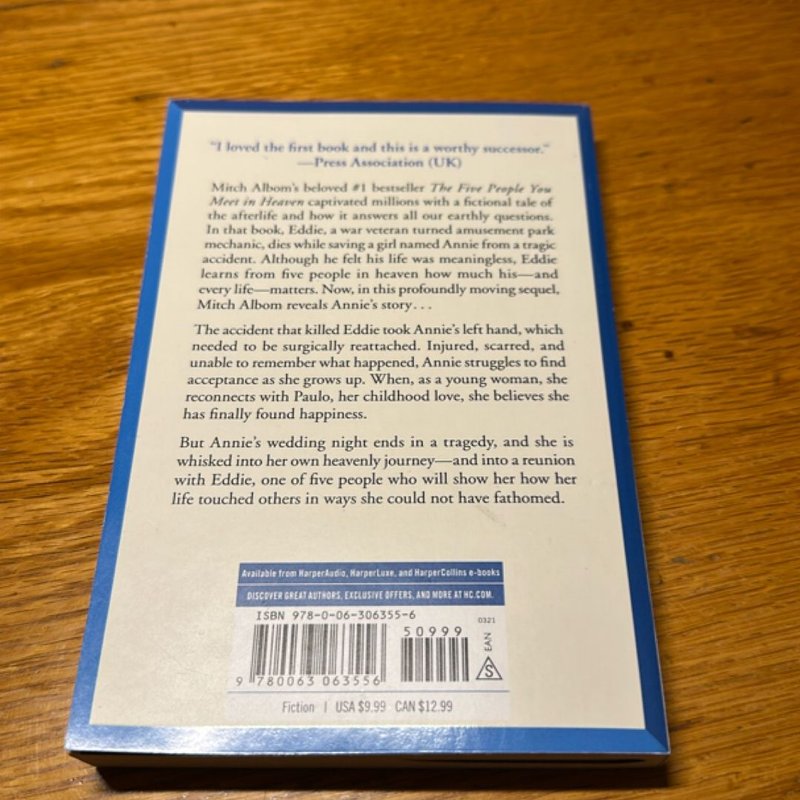 "I loved the first book and this is a worthy successor."
—Press Association (UK)
Mitch Albom's beloved #1 bestseller The Five People You
Meet in Heaven captivated millions with a fictional tale of
the afterlife and how it answers all our earthly questions.
In that book, Eddie, a war veteran turned amusement park
mechanic, dies while saving a girl named Annie from a tragic
accident. Although he felt his life was meaningless, Eddie
learns from five people in heaven how much his—and
every life—matters. Now, in this profoundly moving sequel,
Mitch Albom reveals Annie's story...
The accident that killed Eddie took Annie's left hand, which
needed to be surgically reattached. Injured, scarred, and
unable to remember what happened, Annie struggles to find
acceptance as she grows up. When, as a young woman, she
reconnects with Paulo, her childhood love, she believes she
has finally found happiness.
But Annie's wedding night ends in a tragedy, and she is
whisked into her own heavenly journey—and into a reunion
with Eddie, one of five people who will show her how her
life touched others in ways she could not have fathomed.
Available from HarperAudio, HarperLuxe, and HarperCollins e-books
DISCOVER GREAT AUTHORS, EXCLUSIVE OFFERS, AND MORE AT HC.COM.
ISBN 978-0-06-306355-6
50999
0321
EAN
S
9 780063 063556
Fiction | USA $9.99 CAN $12.99